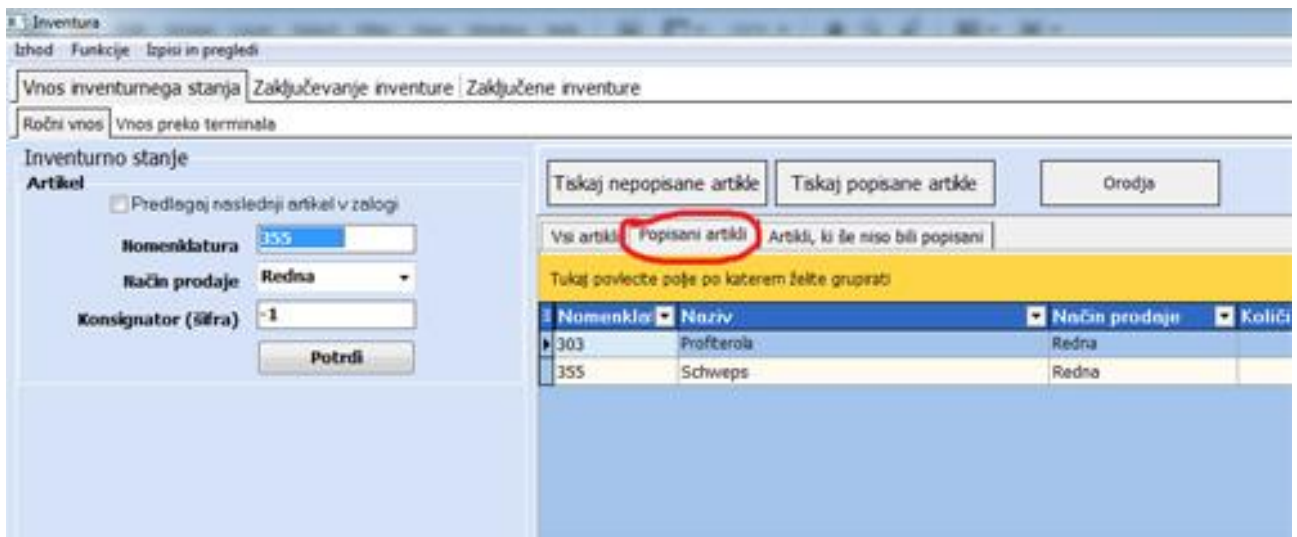 Inventura
Izhod Funkcije Izpisi in pregledi
Vnos inventurnega stanja Zaključevanje inventure Zaključene inventure
Ročni vnos Vnos preko terminala
Inventurno stanje
Artikel
Predlagaj naslednji artikel v zalogi
Nomenklatura 355
Način prodaje Redna
Konsignator (šifra) -1
Potrdi
Tiskaj nepopisane artikle Tiskaj popisane artikle Orodja
Vsi artikli Popisani artikli Artikli, ki še niso bili popisani
Tukaj povlecite polje po katerem želite grupirati
Nomenklat Naziv Način prodaje Količi
303 Profiterola Redna
355 Schweps Redna